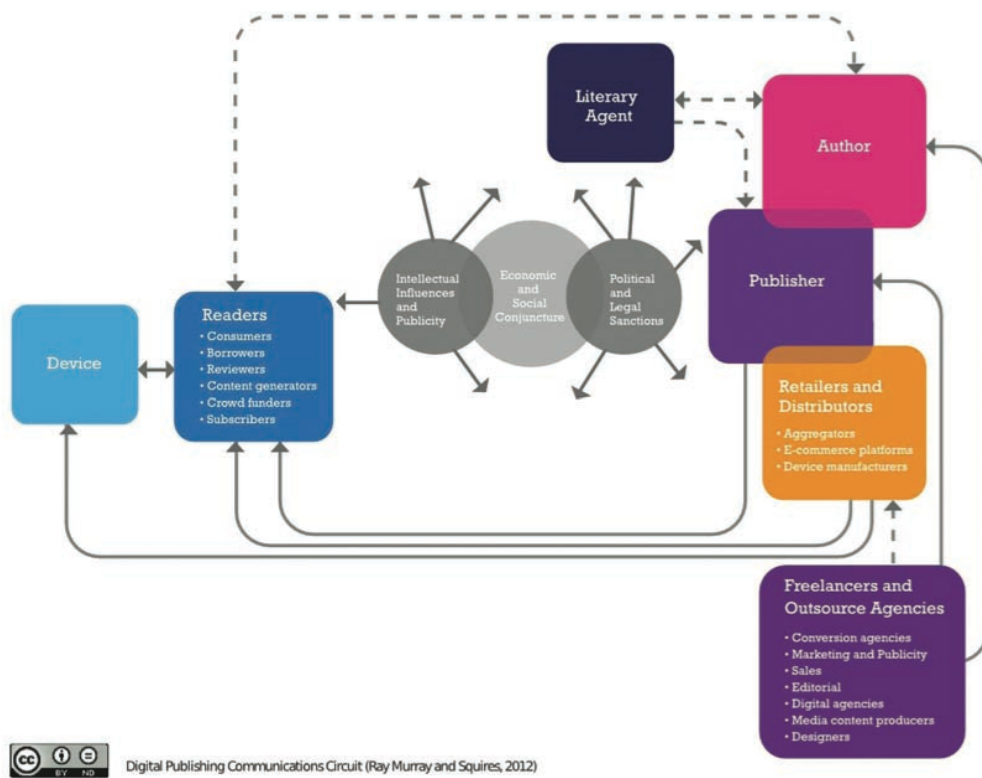 Literary
Agent
Author
Publisher
Intellectual
Influences
and
Publicity
Economic
and
Social
Conjuncture
Political
and
Legal
Sanctions
Device
Readers
• Consumers
• Borrowers
• Reviewers
• Content generators
• Crowd funders
• Subscribers
Retailers and
Distributors
• Aggregators
• E-commerce platforms
• Device manufacturers
Freelancers and
Outsource Agencies
• Conversion agencies
• Marketing and Publicity
• Sales
• Editorial
• Digital agencies
• Media content producers
• Designers
cc BY ND
Digital Publishing Communications Circuit (Ray Murray and Squires, 2012)